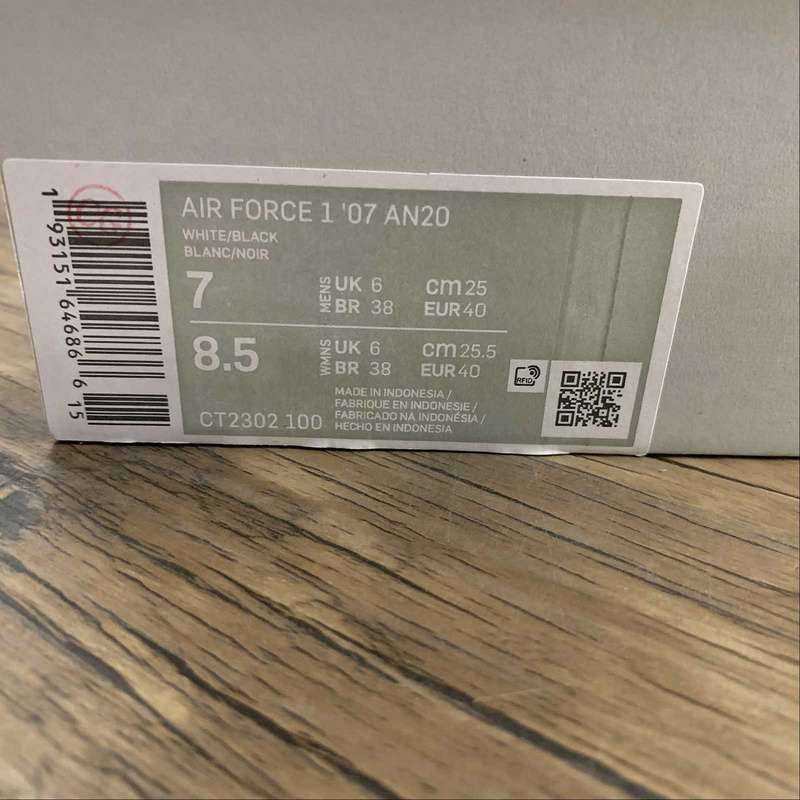 AIR FORCE 1 '07 AN20
WHITE/BLACK
BLANC/NOIR
7 MENS UK 6 cm 25
BR 38 EUR 40
8.5 WMNS UK 6 cm 25.5
BR 38 EUR 40
CT2302 100
MADE IN INDONESIA /
FABRIQUE EN INDONESIE /
FABRICADO NA INDONÉSIA /
HECHO EN INDONESIA
RFID
1 93151 64686 6 15